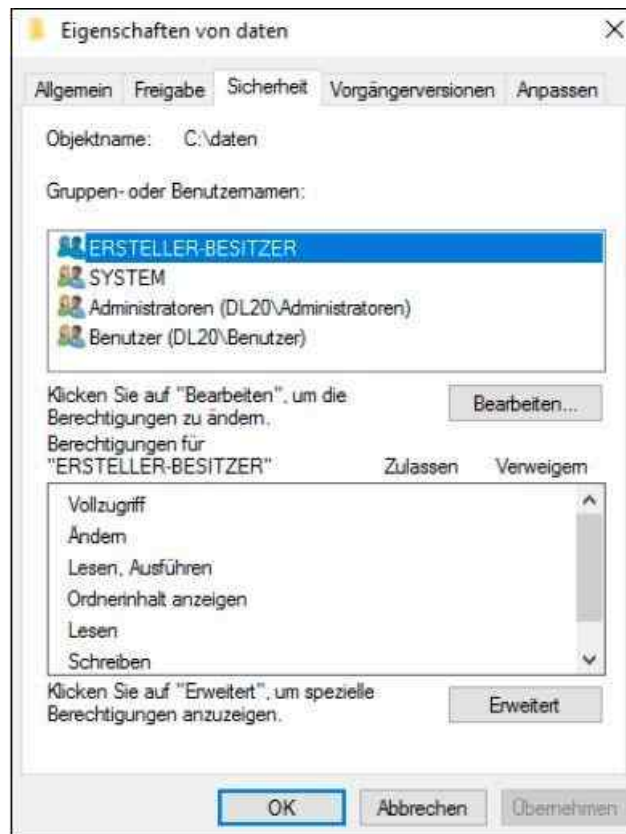 Eigenschaften von daten
Allgemein Freigabe Sicherheit Vorgängerversionen Anpassen
Objektname: C:\daten
Gruppen- oder Benutzernamen:
ERSTELLER-BESITZER
SYSTEM
Administratoren (DL20\Administratoren)
Benutzer (DL20\Benutzer)
Klicken Sie auf "Bearbeiten", um die
Berechtigungen zu ändern.
Bearbeiten...
Berechtigungen für
"ERSTELLER-BESITZER" Zulassen Verweigern
Vollzugriff
Ändern
Lesen, Ausführen
Ordnerinhalt anzeigen
Lesen
Schreiben
Klicken Sie auf "Erweitert", um spezielle
Berechtigungen anzuzeigen.
Erweitert
OK Abbrechen Übernehmen